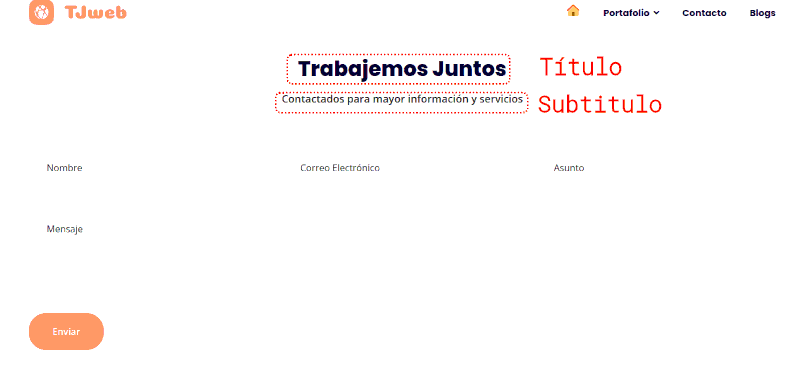 TJweb
Portafolio Contacto Blogs
Trabajemos Juntos Título
Contactados para mayor información y servicios Subtitulo
Nombre Correo Electrónico Asunto
Mensaje
Enviar